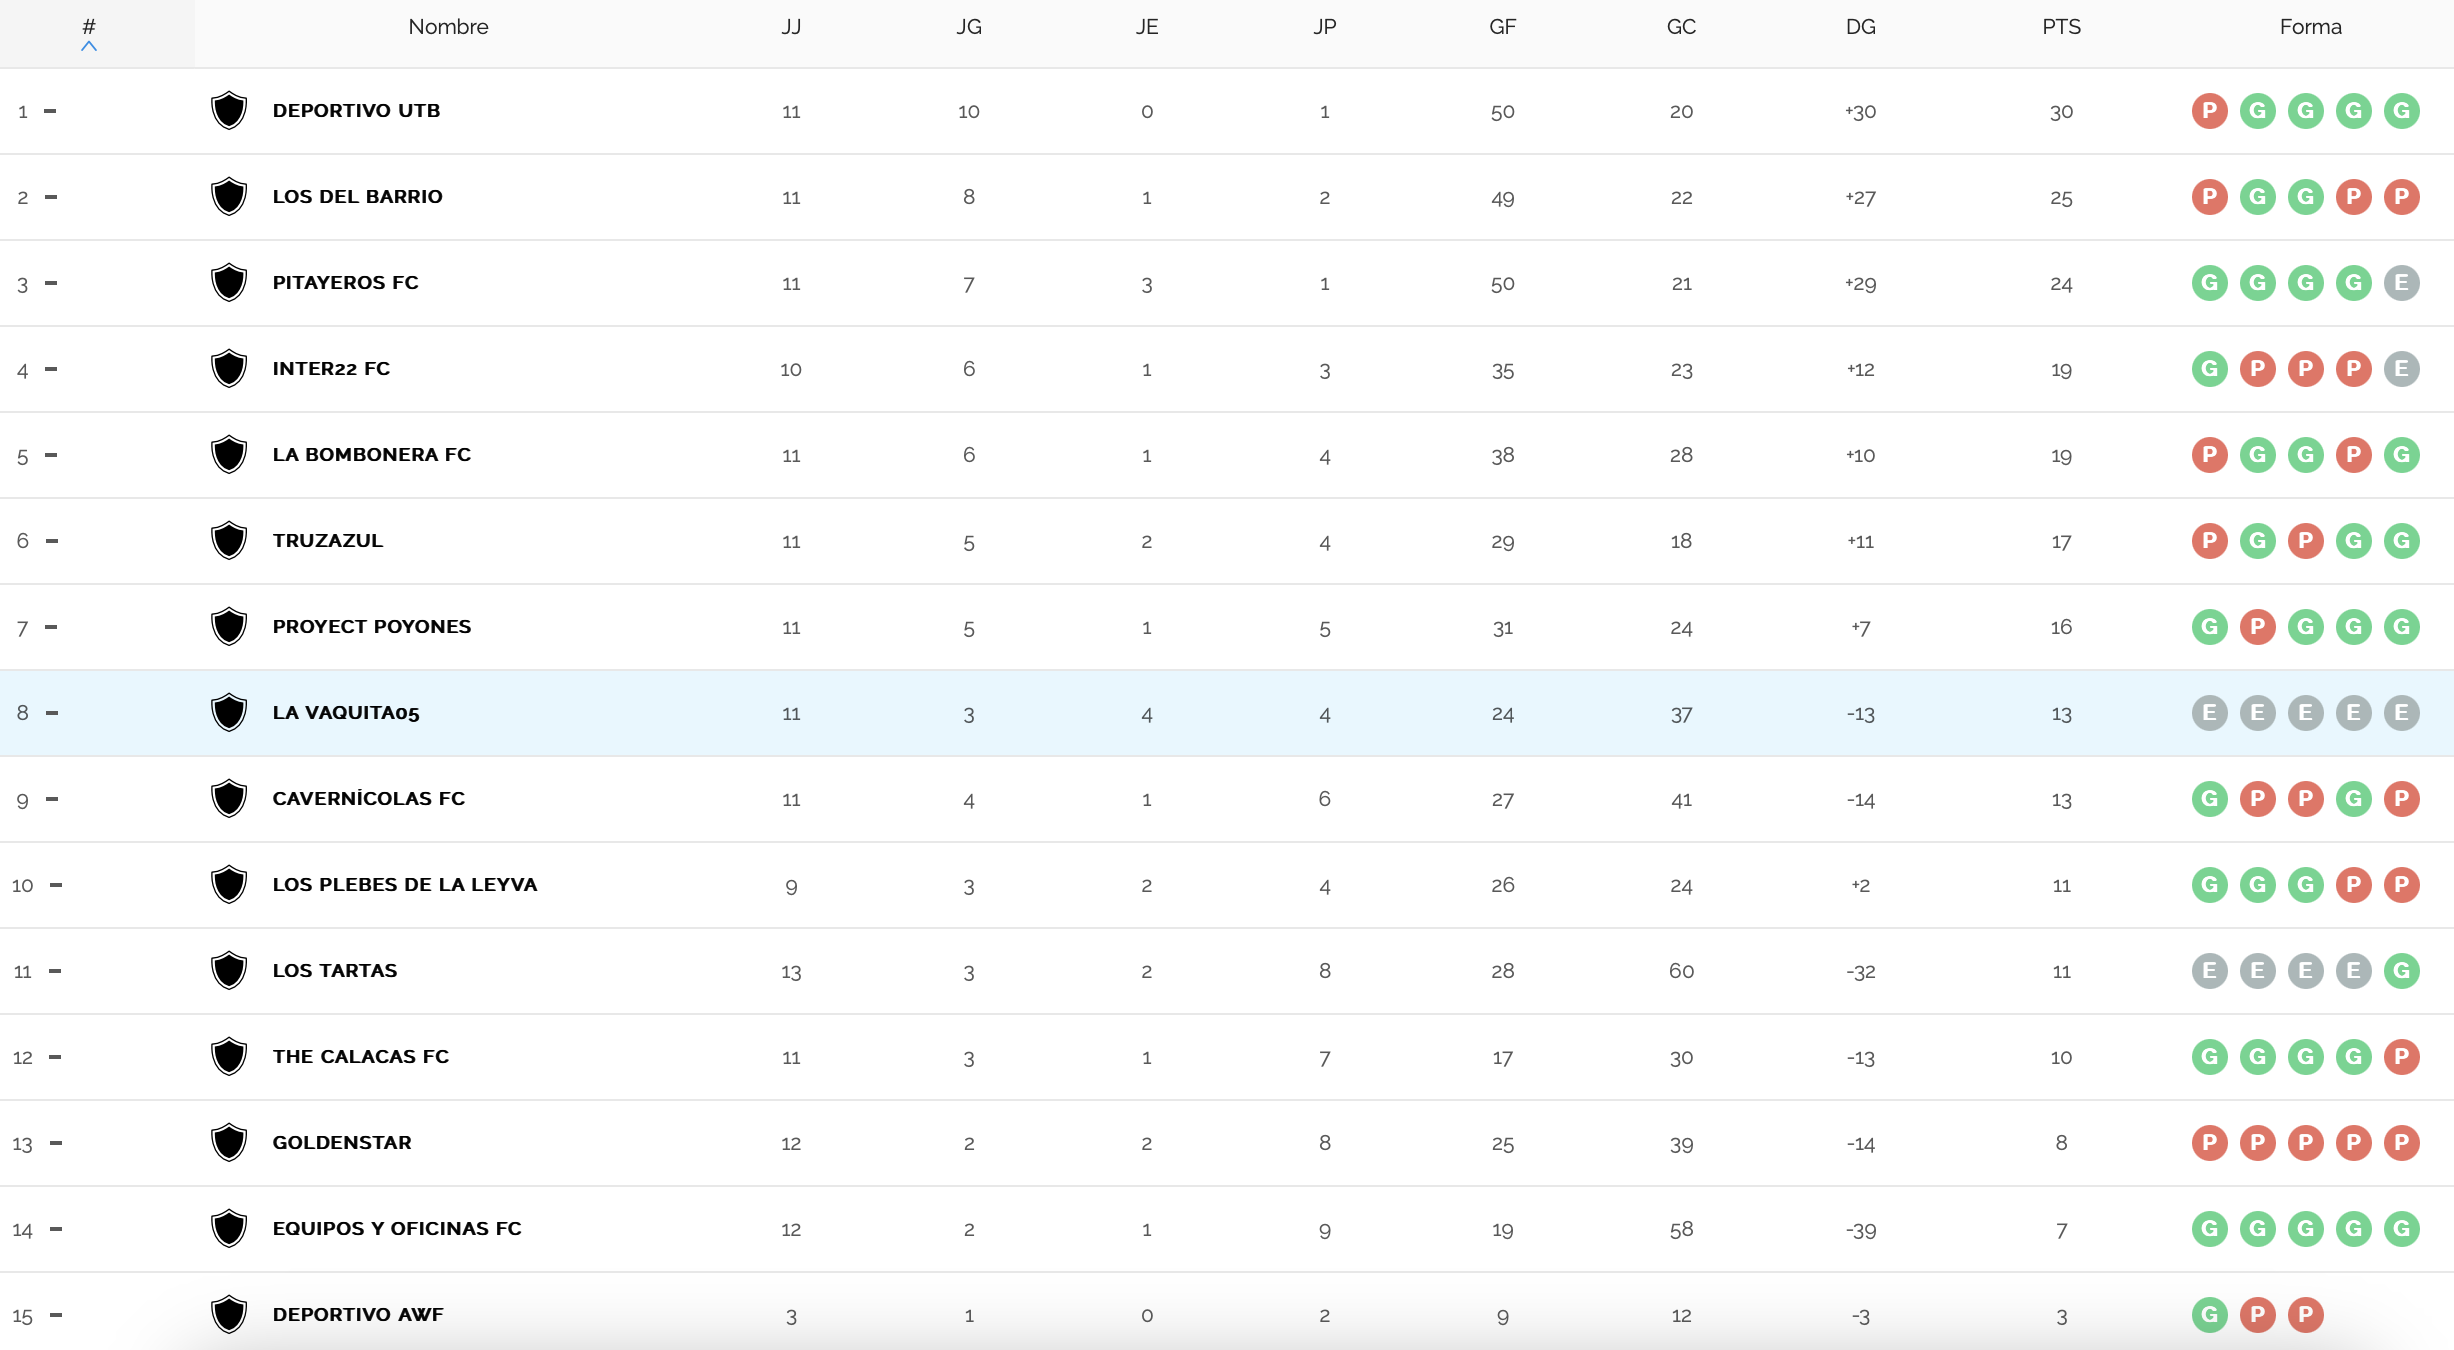 # Nombre JJ JG JE JP GF GC DG PTS Forma
1 - DEPORTIVO UTB 11 10 0 1 50 20 +30 30 P G G G G
2 - LOS DEL BARRIO 11 8 1 2 49 22 +27 25 P G G P P
3 - PITAYEROS FC 11 7 3 1 50 21 +29 24 G G G G E
4 - INTER22 FC 10 6 1 3 35 23 +12 19 G P P P E
5 - LA BOMBONERA FC 11 6 1 4 38 28 +10 19 P G G P G
6 - TRUZAZUL 11 5 2 4 29 18 +11 17 P G P G G
7 - PROYECT POYONES 11 5 1 5 31 24 +7 16 G P G G G
8 - LA VAQUITA05 11 3 4 4 24 37 -13 13 E E E E E
9 - CAVERNÍCOLAS FC 11 4 1 6 27 41 -14 13 G P P G P
10 - LOS PLEBES DE LA LEYVA 9 3 2 4 26 24 +2 11 G G G P P
11 - LOS TARTAS 13 3 2 8 28 60 -32 11 E E E E G
12 - THE CALACAS FC 11 3 1 7 17 30 -13 10 G G G G P
13 - GOLDENSTAR 12 2 2 8 25 39 -14 8 P P P P P
14 - EQUIPOS Y OFICINAS FC 12 2 1 9 19 58 -39 7 G G G G G
15 - DEPORTIVO AWF 3 1 0 2 9 12 -3 3 G P P